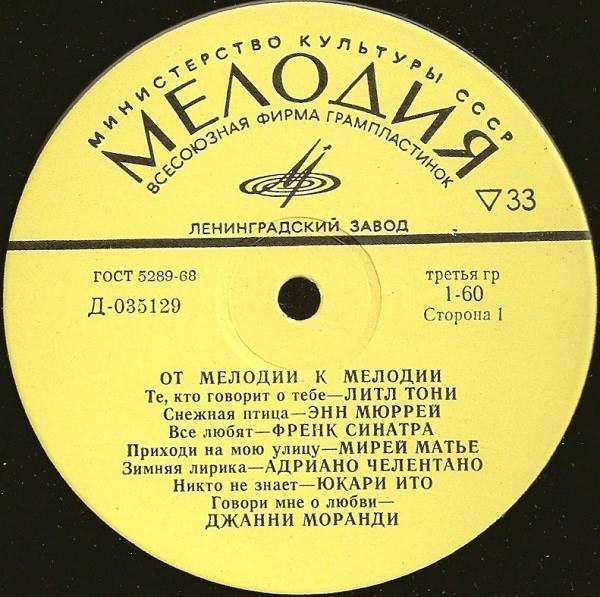 МИНИСТЕРСТВО КУЛЬТУРЫ СССР
МЕЛОДИЯ
ВСЕСОЮЗНАЯ ФИРМА ГРАМПЛАСТИНОК
▽33
ЛЕНИНГРАДСКИЙ ЗАВОД
ГОСТ 5289-68
Д-035129
третья гр
1-60
Сторона 1
ОТ МЕЛОДИИ К МЕЛОДИИ
Те, кто говорит о тебе—ЛИТЛ ТОНИ
Снежная птица—ЭНН МЮРРЕЙ
Все любят—ФРЕНК СИНАТРА
Приходи на мою улицу—МИРЕЙ МАТЬЕ
Зимняя лирика—АДРИАНО ЧЕЛЕНТАНО
Никто не знает—ЮКАРИ ИТО
Говори мне о любви—
ДЖАННИ МОРАНДИ